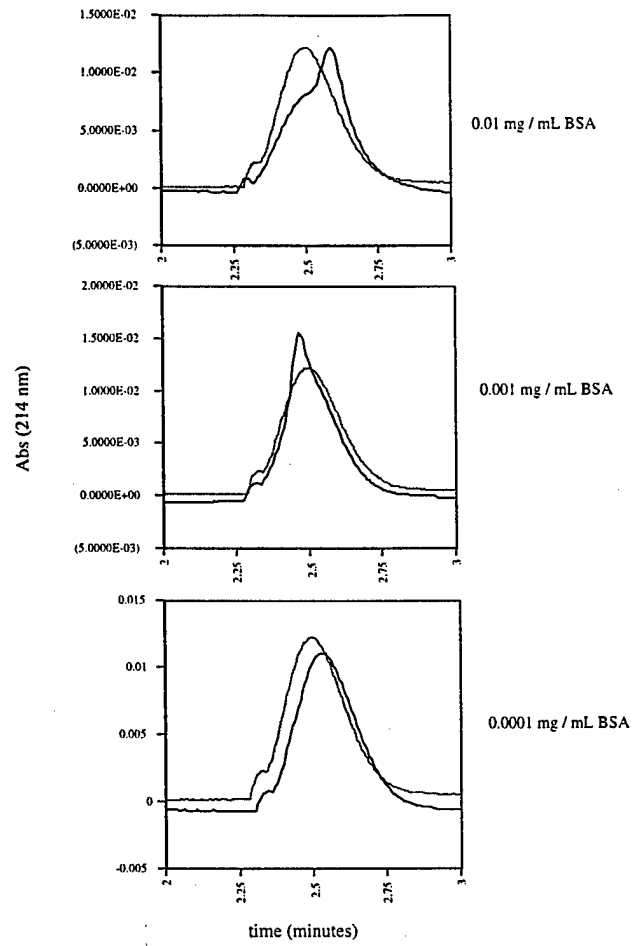 1.5000E-02
1.0000E-02
5.0000E-03
0.0000E+00
(5.0000E-03)
2
2.25
2.5
2.75
3
0.01 mg / mL BSA
2.0000E-02
1.5000E-02
1.0000E-02
5.0000E-03
0.0000E+00
(5.0000E-03)
2
2.25
2.5
2.75
3
0.001 mg / mL BSA
Abs (214 nm)
0.015
0.01
0.005
0
-0.005
2
2.25
2.5
2.75
3
0.0001 mg / mL BSA
time (minutes)